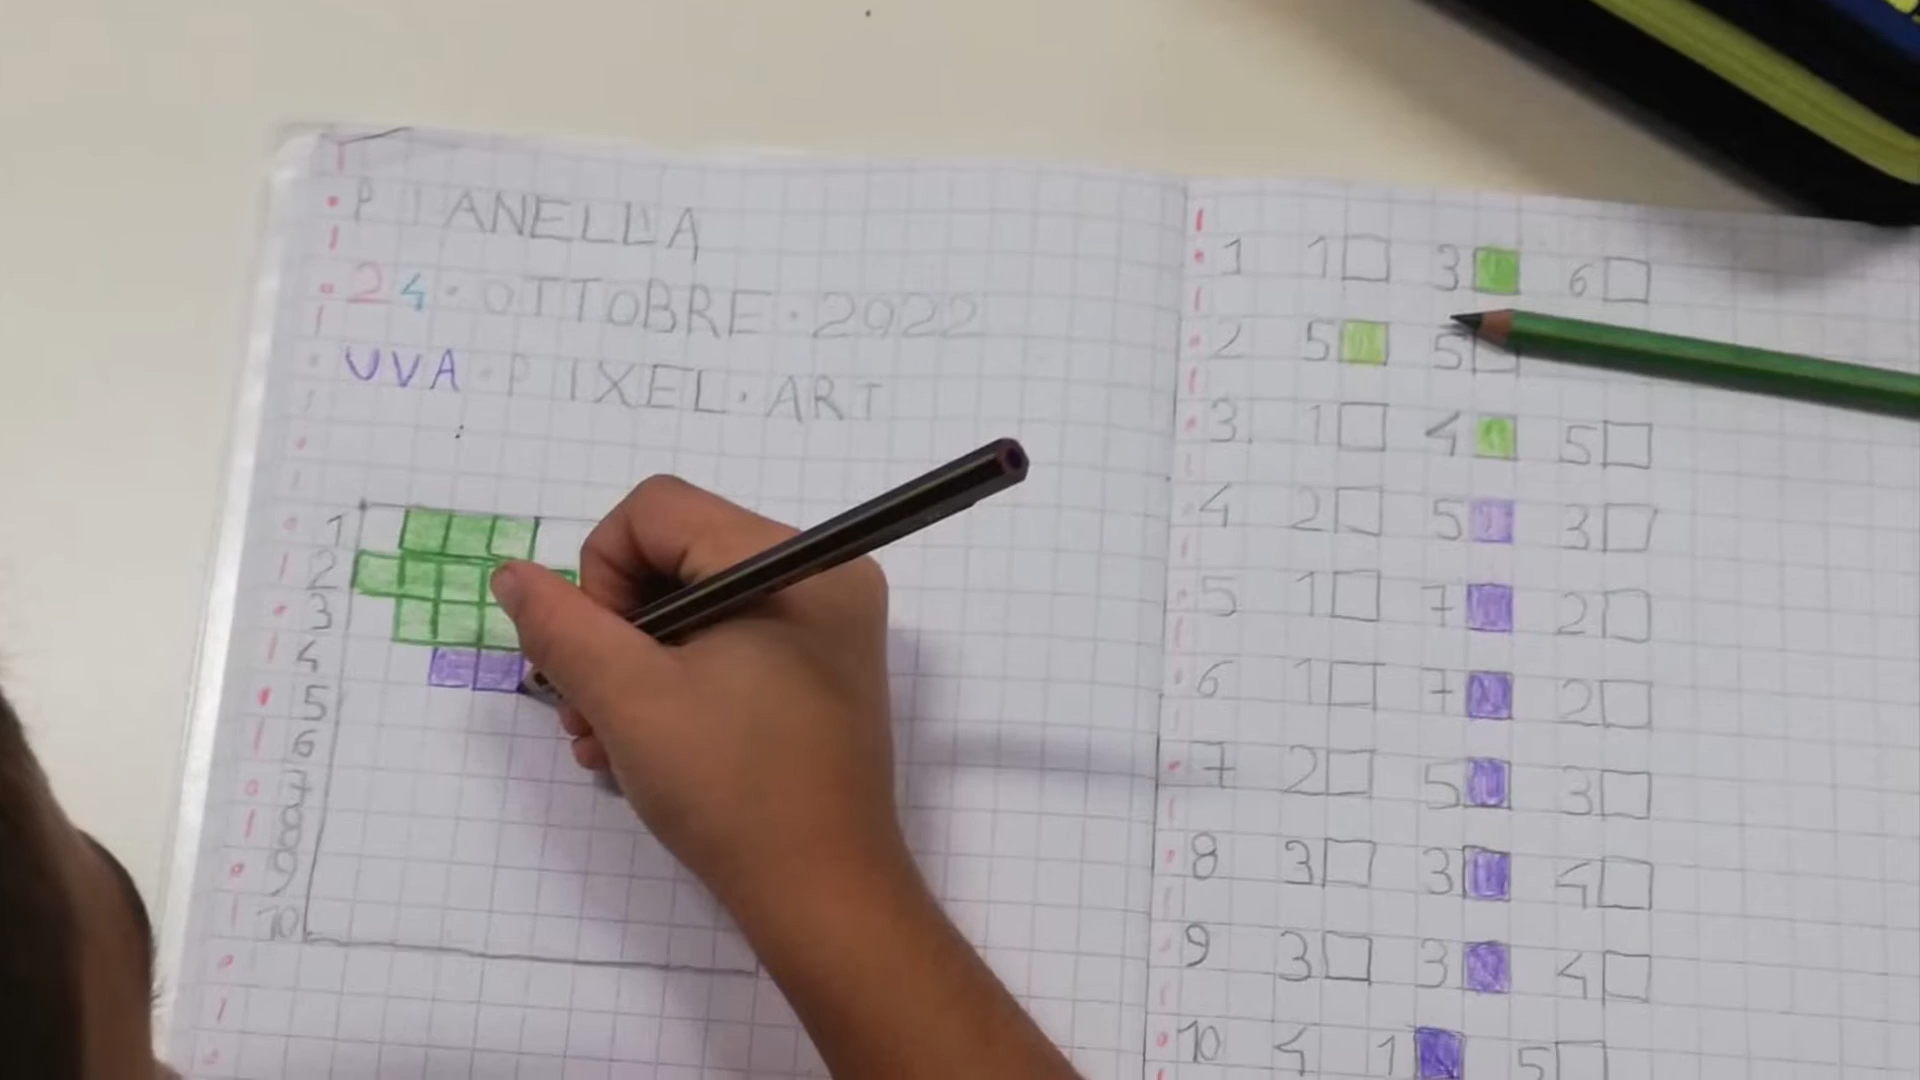 PIANELLA
24·OTTOBRE·2022
UVA·PIXEL·ART
1
2
3
4
5
6
7
8
9
10
1 1 3 6
2 5 5
3. 1 4 5
4 2 5 3
5 1 7 2
6 1 7 2
7 2 5 3
8 3 3 4
9 3 3 4
10 4 1 5